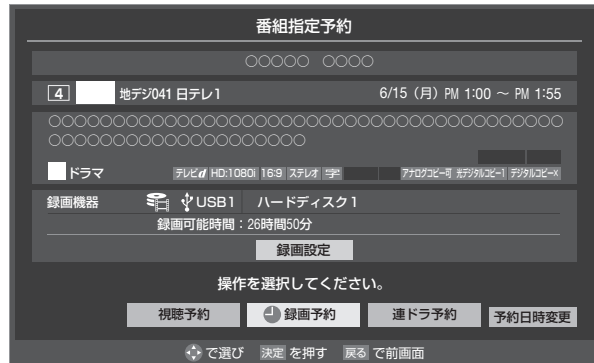 番組指定予約
○○○○○ ○○○○
4 地デジ041 日テレ1 6/15（月）PM 1:00 ～ PM 1:55
○○○○○○○○○○○○○○○○○○○○○○○○○○○○○○○○○○○○○○○○
○○○○○○○○○○○○○○○○○○○○
ドラマ テレビd HD:1080i 16:9 ステレオ 字 アナログコピー可 光デジタルコピー1 デジタルコピー×
録画機器 USB1 ハードディスク1
録画可能時間：26時間50分
録画設定
操作を選択してください。
視聴予約 録画予約 連ドラ予約 予約日時変更
で選び 決定 を押す 戻る で前画面